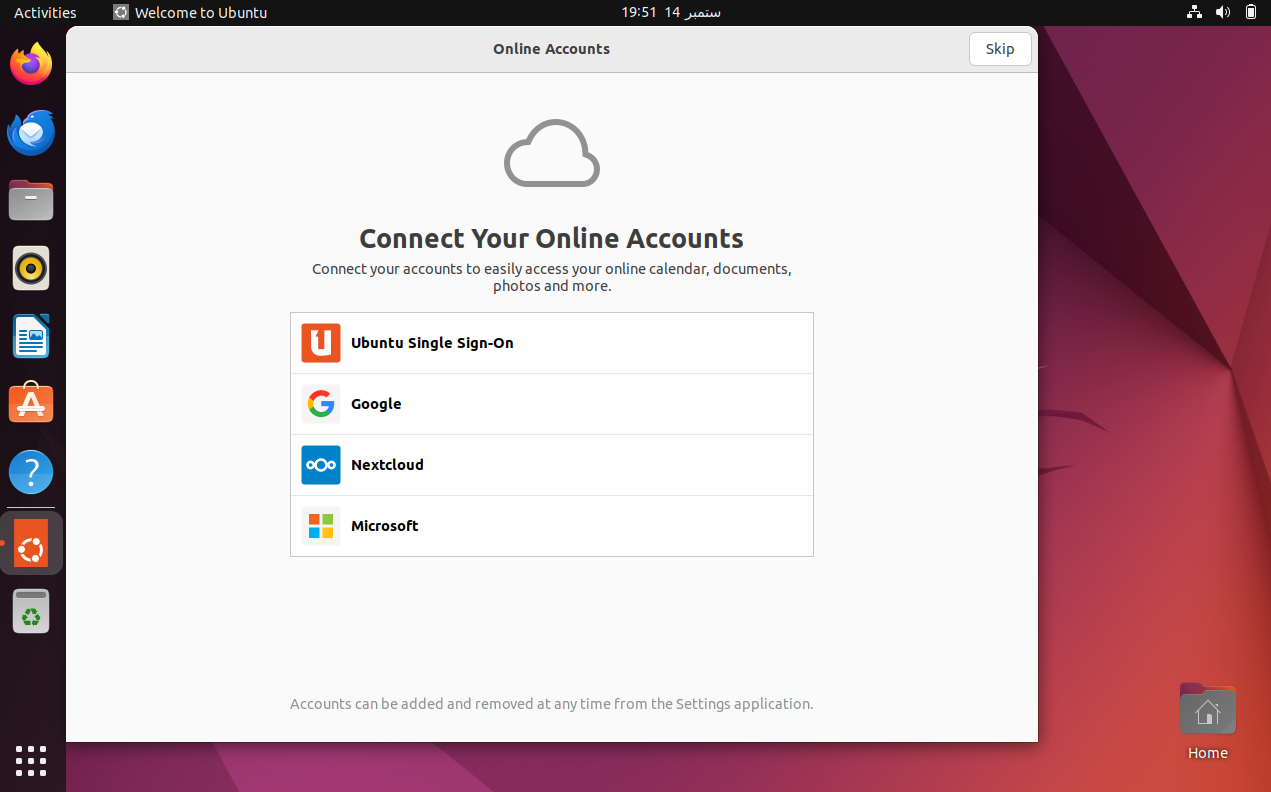 Activities
Welcome to Ubuntu
19:51 14 ستمبر
Online Accounts
Skip
Connect Your Online Accounts
Connect your accounts to easily access your online calendar, documents,
photos and more.
Ubuntu Single Sign-On
Google
Nextcloud
Microsoft
Accounts can be added and removed at any time from the Settings application.
Home